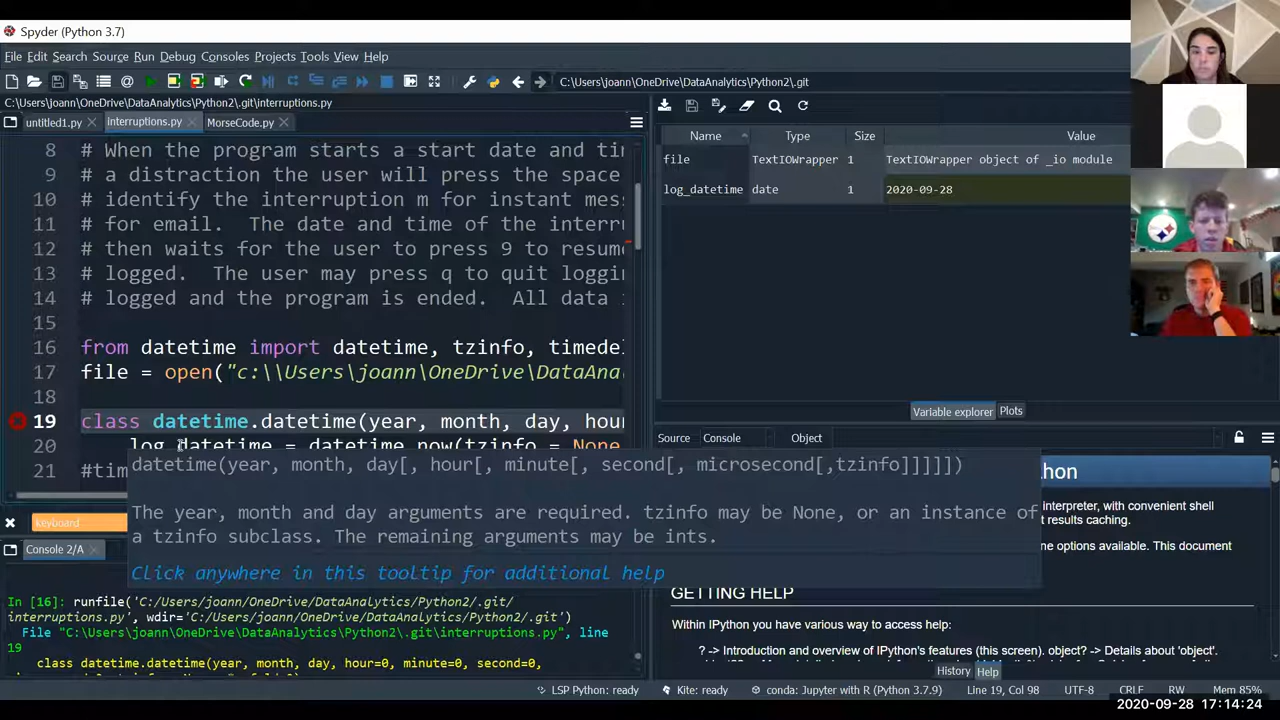 Spyder (Python 3.7)
File Edit Search Source Run Debug Consoles Projects Tools View Help
C:\Users\joann\OneDrive\DataAnalytics\Python2\.git
C:\Users\joann\OneDrive\DataAnalytics\Python2\.git\interruptions.py
untitled1.py interruptions.py MorseCode.py
8 # When the program starts a start date and
9 # a distraction the user will press the space
10 # identify the interruption m for instant
11 # for email. The date and time of the
12 # then waits for the user to press 9 to
13 # logged. The user may press q to quit
14 # logged and the program is ended. All data
15
16 from datetime import datetime, tzinfo,
17 file = open("c:\\Users\joann\OneDrive\
18
19 class datetime.datetime(year, month, day,
20 log_datetime = datetime.now(tzinfo = None
21
datetime(year, month, day[, hour[, minute[, second[, microsecond[,tzinfo]]]]])
The year, month and day arguments are required. tzinfo may be None, or an instance of
a tzinfo subclass. The remaining arguments may be ints.
Click anywhere in this tooltip for additional help
keyboard
Console 2/A
In [16]: runfile('C:/Users/joann/OneDrive/DataAnalytics/Python2/.git/
interruptions.py', wdir='C:/Users/joann/OneDrive/DataAnalytics/Python2/.git')
File "C:\Users\joann\OneDrive\DataAnalytics\Python2\.git\interruptions.py", line
19
class datetime.datetime(year, month, day, hour=0, minute=0, second=0,
Name Type Size Value
file TextIOWrapper 1 TextIOWrapper object of _io module
log_datetime date 1 2020-09-28
Variable explorer Plots
Source Console Object
interpreter, with convenient shell
results caching.
options available. This document
GETTING HELP
Within IPython you have various way to access help:
? -> Introduction and overview of IPython's features (this screen). object? -> Details about 'object'.
History Help
LSP Python: ready Kite: ready conda: Jupyter with R (Python 3.7.9) Line 19, Col 98 UTF-8 CRLF RW Mem 85%
2020-09-28 17:14:24